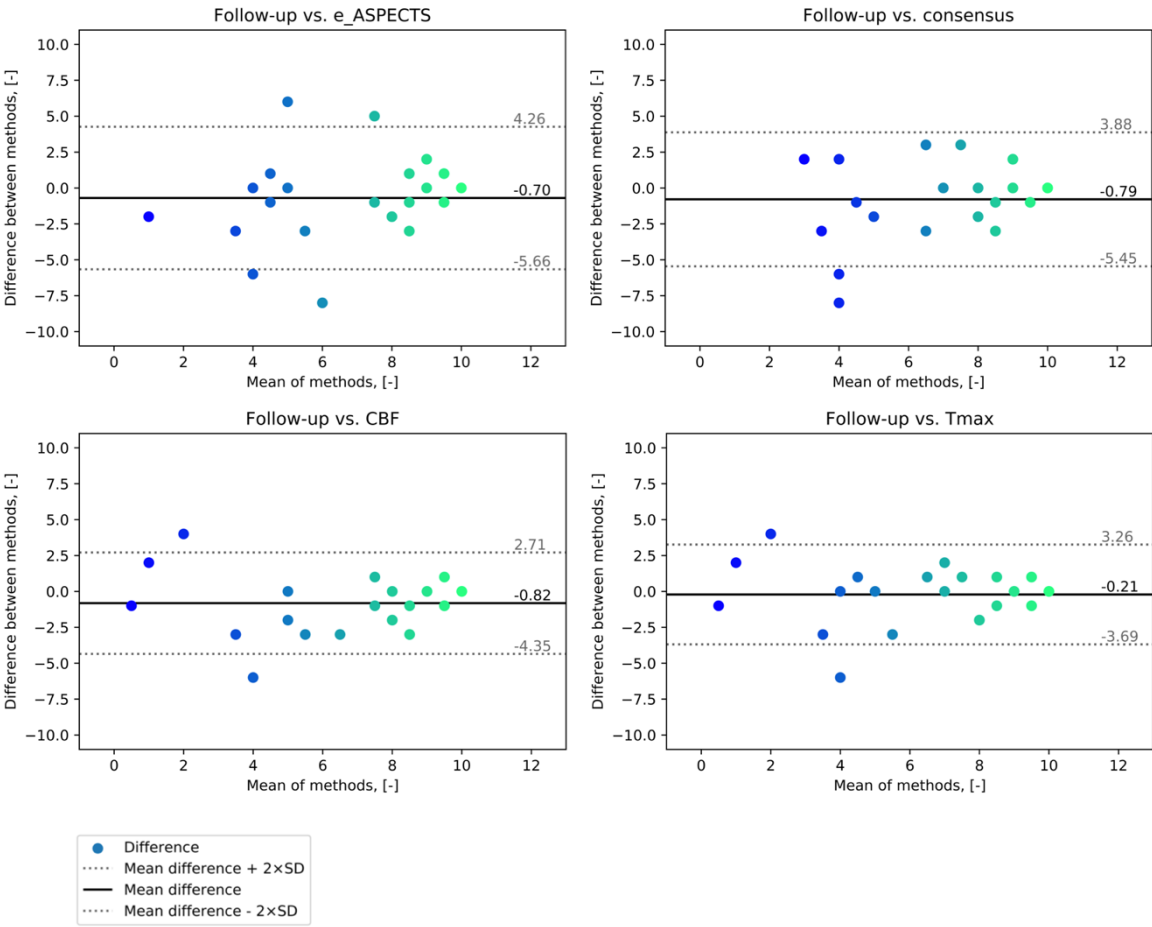 Follow-up vs. e_ASPECTS
Difference between methods, [-]
10.0
7.5
5.0
2.5
0.0
−2.5
−5.0
−7.5
−10.0
4.26
-0.70
-5.66
0 2 4 6 8 10 12
Mean of methods, [-]
Follow-up vs. consensus
Difference between methods, [-]
10.0
7.5
5.0
2.5
0.0
−2.5
−5.0
−7.5
−10.0
3.88
-0.79
-5.45
0 2 4 6 8 10 12
Mean of methods, [-]
Follow-up vs. CBF
Difference between methods, [-]
10.0
7.5
5.0
2.5
0.0
−2.5
−5.0
−7.5
−10.0
2.71
-0.82
-4.35
0 2 4 6 8 10 12
Mean of methods, [-]
Follow-up vs. Tmax
Difference between methods, [-]
10.0
7.5
5.0
2.5
0.0
−2.5
−5.0
−7.5
−10.0
3.26
-0.21
-3.69
0 2 4 6 8 10 12
Mean of methods, [-]
Difference
Mean difference + 2×SD
Mean difference
Mean difference - 2×SD